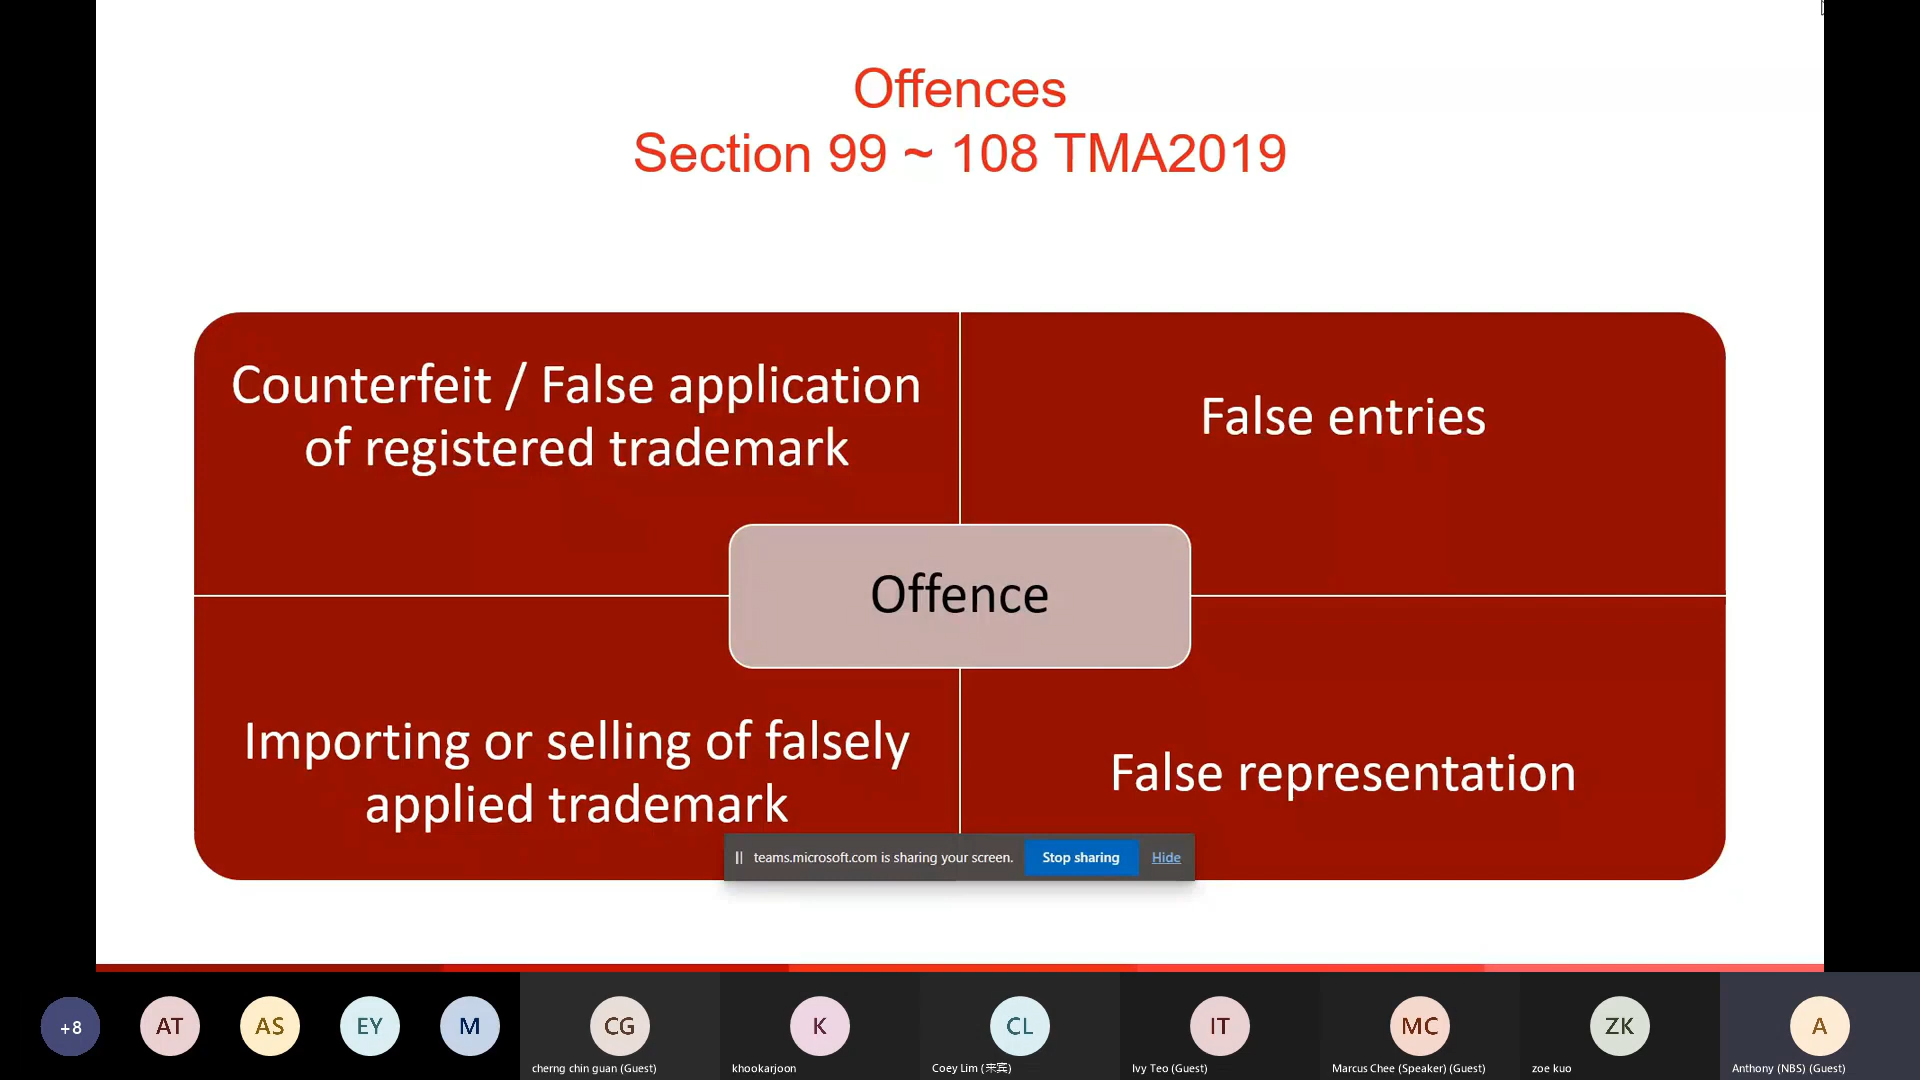 Offences
Section 99 ~ 108 TMA2019
Counterfeit / False application
of registered trademark
False entries
Offence
Importing or selling of falsely
applied trademark
False representation
teams.microsoft.com is sharing your screen.
Stop sharing
Hide
+8
AT
AS
EY
M
CG
K
CL
IT
MC
ZK
A
cherng chin guan (Guest)
khookarjoon
Coey Lim (来宾)
Ivy Teo (Guest)
Marcus Chee (Speaker) (Guest)
zoe kuo
Anthony (NBS) (Guest)